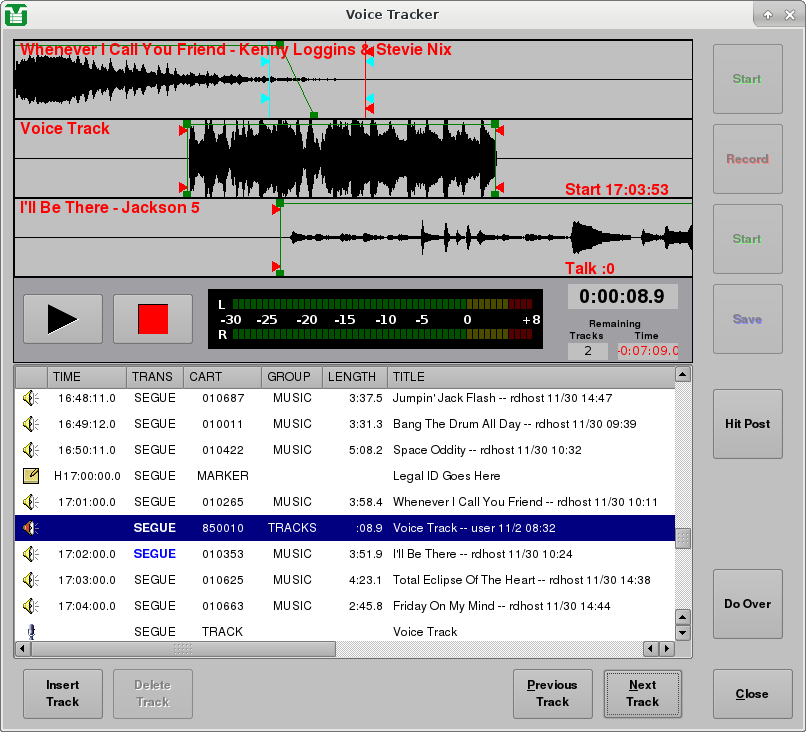 Voice Tracker
Whenever I Call You Friend - Kenny Loggins & Stevie Nix
Voice Track
Start 17:03:53
I'll Be There - Jackson 5
Talk :0
Start
Record
Start
Save
L
-30 -25 -20 -15 -10 -5 0 +8
R
0:00:08.9
Remaining
Tracks Time
2 -0:07:09.0
TIME TRANS CART GROUP LENGTH TITLE
16:48:11.0 SEGUE 010687 MUSIC 3:37.5 Jumpin' Jack Flash -- rdhost 11/30 14:47
16:49:12.0 SEGUE 010011 MUSIC 3:31.3 Bang The Drum All Day -- rdhost 11/30 09:39
16:50:11.0 SEGUE 010422 MUSIC 5:08.2 Space Oddity -- rdhost 11/30 10:32
H17:00:00.0 SEGUE MARKER Legal ID Goes Here
17:01:00.0 SEGUE 010265 MUSIC 3:58.4 Whenever I Call You Friend -- rdhost 11/30 10:11
SEGUE 850010 TRACKS :08.9 Voice Track -- user 11/2 08:32
17:02:00.0 SEGUE 010353 MUSIC 3:51.9 I'll Be There -- rdhost 11/30 10:24
17:03:00.0 SEGUE 010625 MUSIC 4:23.1 Total Eclipse Of The Heart -- rdhost 11/30 14:38
17:04:00.0 SEGUE 010663 MUSIC 2:45.8 Friday On My Mind -- rdhost 11/30 14:44
SEGUE TRACK Voice Track
Hit Post
Do Over
Insert
Track
Delete
Track
Previous
Track
Next
Track
Close